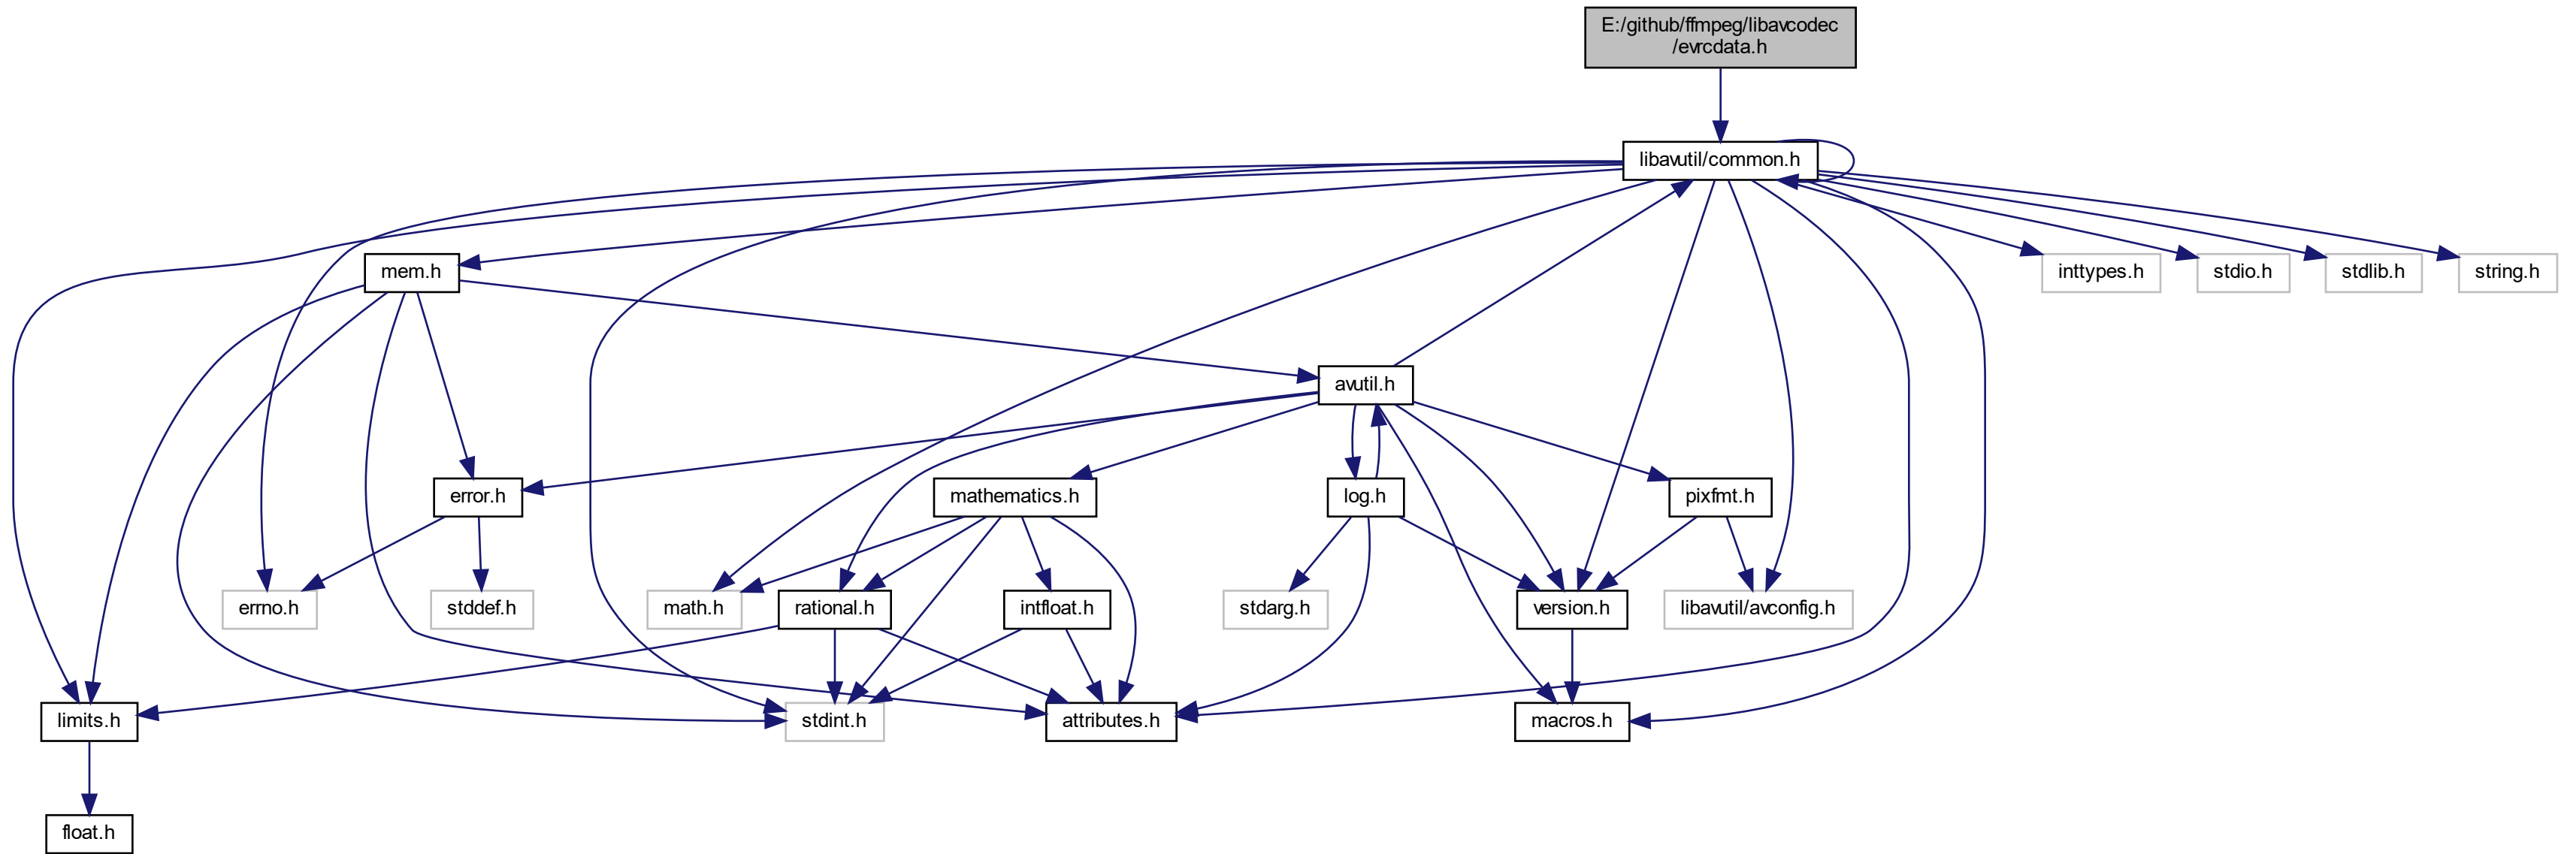 E:/github/ffmpeg/libavcodec
/evrcdata.h
libavutil/common.h
mem.h
inttypes.h
stdio.h
stdlib.h
string.h
avutil.h
error.h
mathematics.h
log.h
pixfmt.h
errno.h
stddef.h
math.h
rational.h
intfloat.h
stdarg.h
version.h
libavutil/avconfig.h
limits.h
stdint.h
attributes.h
macros.h
float.h